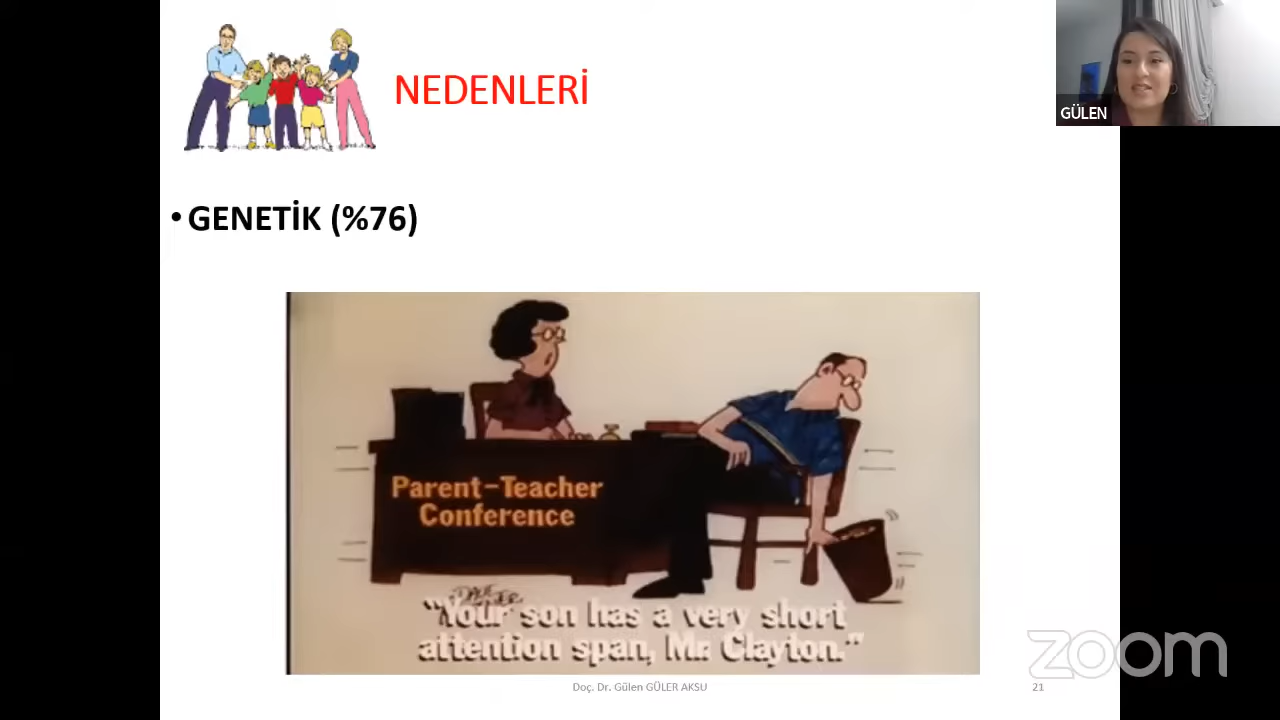 NEDENLERİ
GÜLEN
• GENETİK (%76)
Parent-Teacher
Conference
"Your son has a very short
attention span, Mr. Clayton."
Doç. Dr. Gülen GÜLER AKSU
21
zoom